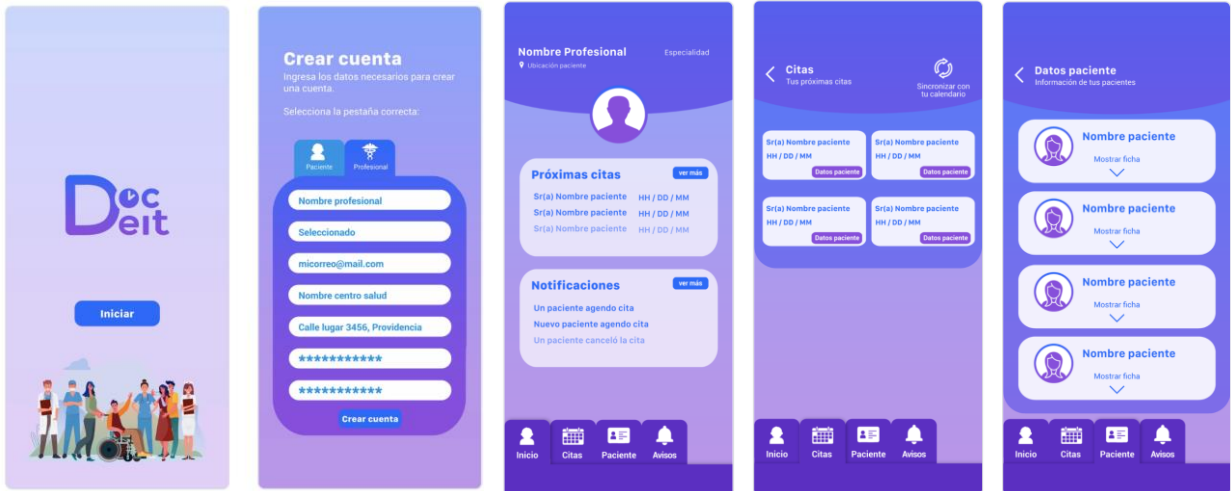 Doc
eit
Iniciar
Crear cuenta
Ingresa los datos necesarios para crear
una cuenta.
Selecciona la pestaña correcta:
Paciente
Profesional
Nombre profesional
Seleccionado
micorreo@mail.com
Nombre centro salud
Calle lugar 3456, Providencia
***********
***********
Crear cuenta
Nombre Profesional
Especialidad
Ubicación paciente
Próximas citas
ver más
Sr(a) Nombre paciente HH / DD / MM
Sr(a) Nombre paciente HH / DD / MM
Sr(a) Nombre paciente HH / DD / MM
Notificaciones
ver más
Un paciente agendo cita
Nuevo paciente agendo cita
Un paciente canceló la cita
Inicio Citas Paciente Avisos
Citas
Tus próximas citas
Sincronizar con
tu calendario
Sr(a) Nombre paciente
HH / DD / MM
Datos paciente
Sr(a) Nombre paciente
HH / DD / MM
Datos paciente
Sr(a) Nombre paciente
HH / DD / MM
Datos paciente
Sr(a) Nombre paciente
HH / DD / MM
Datos paciente
Inicio Citas Paciente Avisos
Datos paciente
Información de tus pacientes
Nombre paciente
Mostrar ficha
Nombre paciente
Mostrar ficha
Nombre paciente
Mostrar ficha
Nombre paciente
Mostrar ficha
Inicio Citas Paciente Avisos